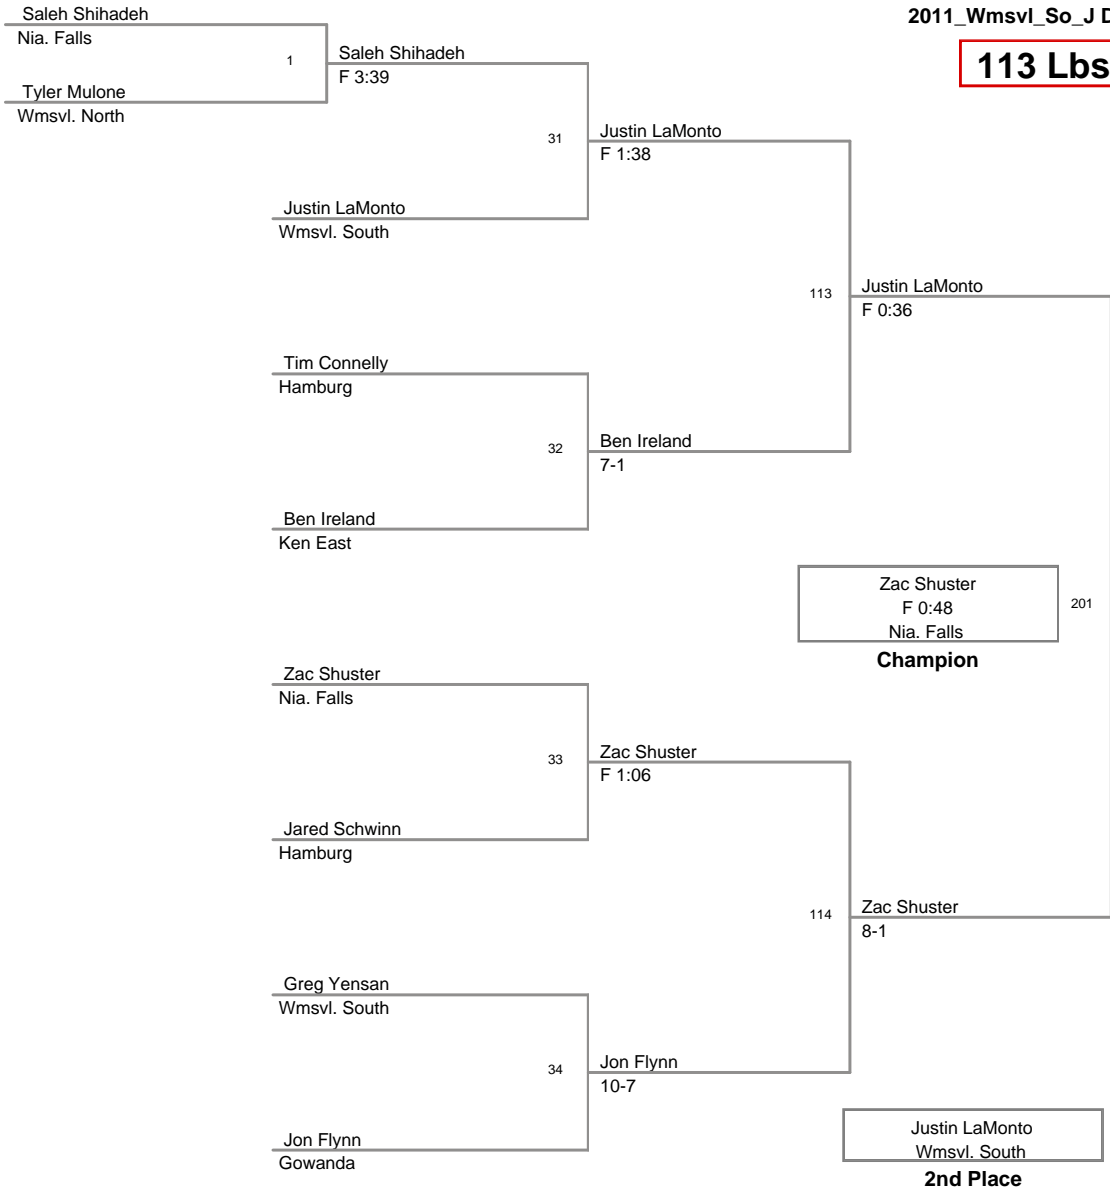 Saleh Shihadeh
Nia. Falls
2011_Wmsvl_So_J D
113 Lbs
1
Saleh Shihadeh
F 3:39
Tyler Mulone
Wmsvl. North
31
Justin LaMonto
F 1:38
Justin LaMonto
Wmsvl. South
113
Justin LaMonto
F 0:36
Tim Connelly
Hamburg
32
Ben Ireland
7-1
Ben Ireland
Ken East
Zac Shuster
F 0:48
Nia. Falls
201
Champion
Zac Shuster
Nia. Falls
33
Zac Shuster
F 1:06
Jared Schwinn
Hamburg
114
Zac Shuster
8-1
Greg Yensan
Wmsvl. South
34
Jon Flynn
10-7
Jon Flynn
Gowanda
Justin LaMonto
Wmsvl. South
2nd Place